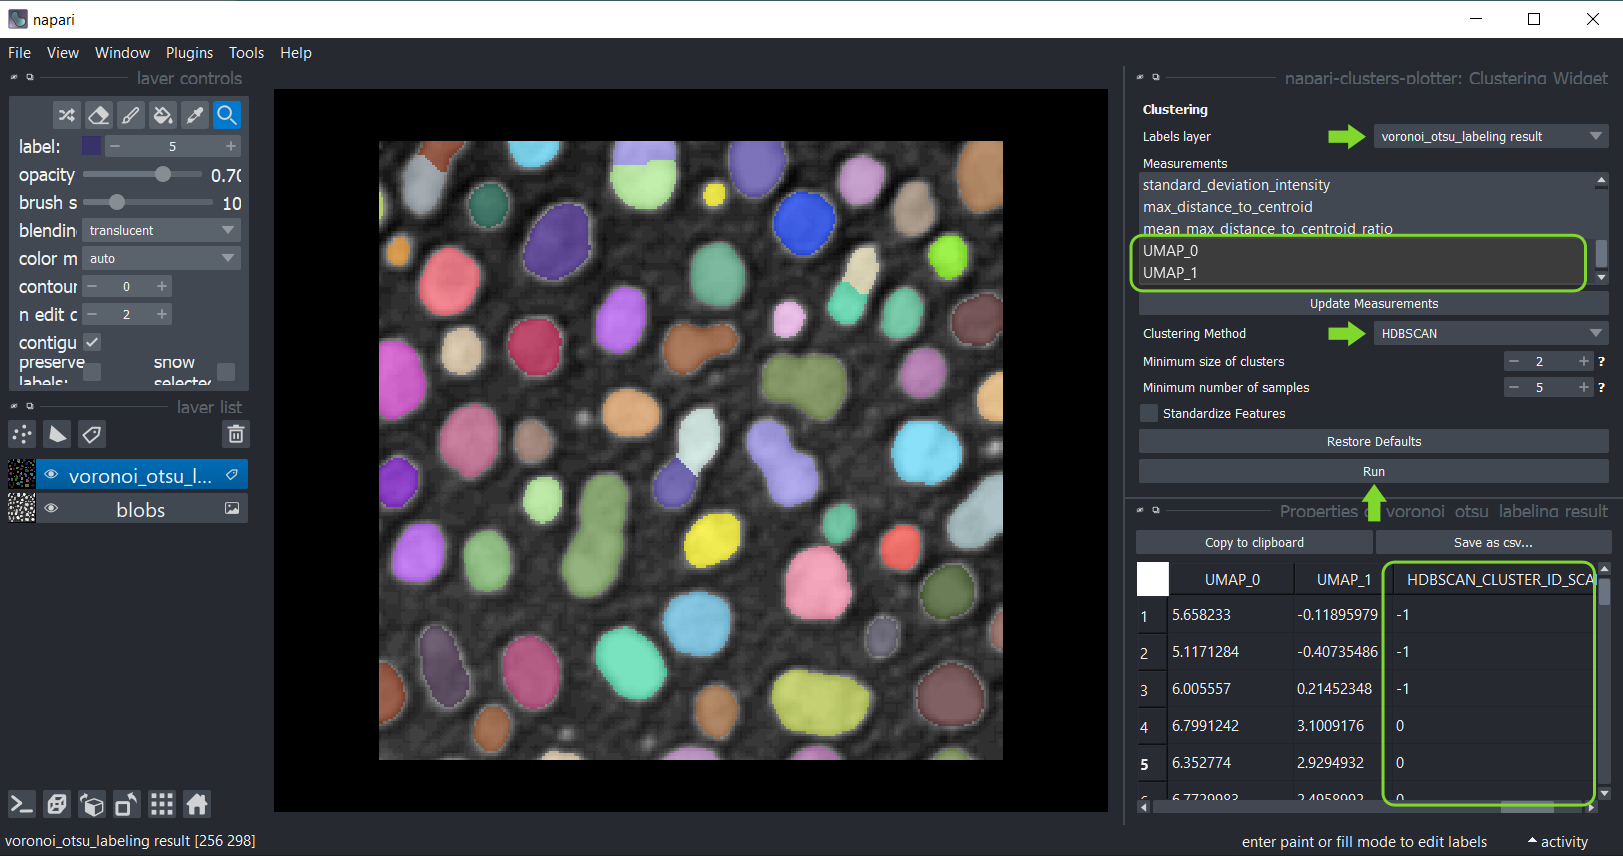 napari
File View Window Plugins Tools Help
layer controls
label: 5
opacity 0.70
brush s 10
blendin translucent
color m auto
contour 0
n edit c 2
contigu
preserve show
labels: selected
layer list
voronoi_otsu_l...
blobs
napari-clusters-plotter: Clustering Widget
Clustering
Labels layer voronoi_otsu_labeling result
Measurements
standard_deviation_intensity
max_distance_to_centroid
mean_max_distance_to_centroid_ratio
UMAP_0
UMAP_1
Update Measurements
Clustering Method HDBSCAN
Minimum size of clusters 2 ?
Minimum number of samples 5 ?
Standardize Features
Restore Defaults
Run
Properties of voronoi_otsu_labeling result
Copy to clipboard Save as csv...
UMAP_0 UMAP_1 HDBSCAN_CLUSTER_ID_SCA
1 5.658233 -0.11895979 -1
2 5.1171284 -0.40735486 -1
3 6.005557 0.21452348 -1
4 6.7991242 3.1009176 0
5 6.352774 2.9294932 0
6 6.7729983 2.4958992 0
voronoi_otsu_labeling result [256 298]
enter paint or fill mode to edit labels activity